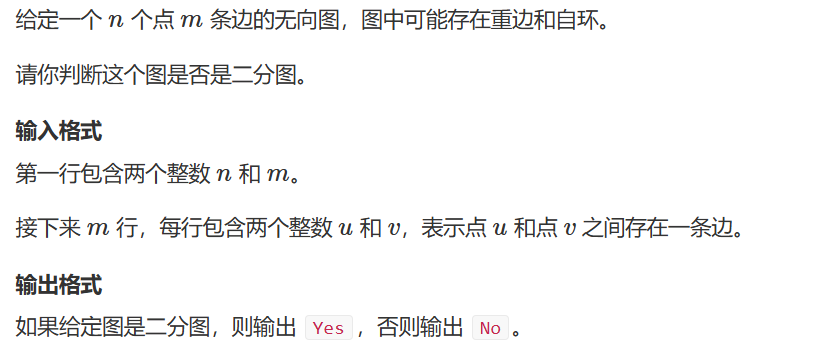 给定一个 n 个点 m 条边的无向图，图中可能存在重边和自环。
请你判断这个图是否是二分图。
输入格式
第一行包含两个整数 n 和 m。
接下来 m 行，每行包含两个整数 u 和 v，表示点 u 和点 v 之间存在一条边。
输出格式
如果给定图是二分图，则输出 Yes ，否则输出 No 。